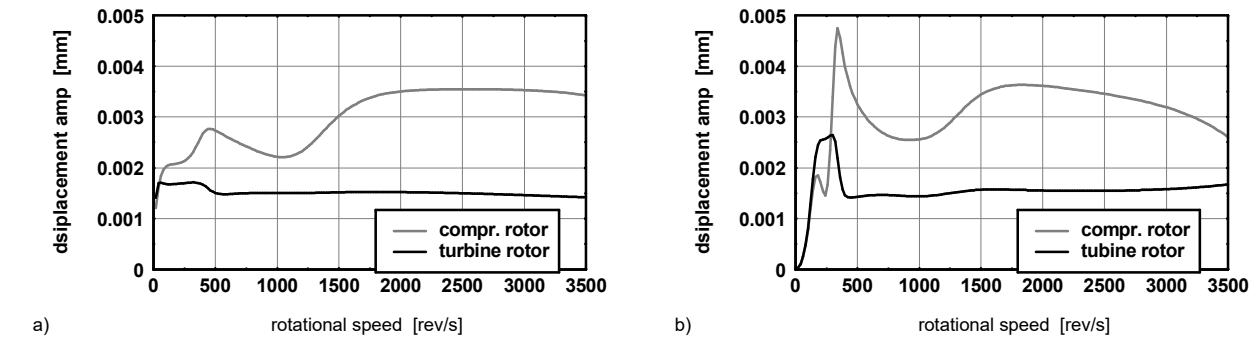 0.005
0.004
0.003
0.002
0.001
0
dsiplacement amp [mm]
compr. rotor
turbine rotor
0 500 1000 1500 2000 2500 3000 3500
a) rotational speed [rev/s]
0.005
0.004
0.003
0.002
0.001
0
dsiplacement amp [mm]
compr. rotor
tubine rotor
0 500 1000 1500 2000 2500 3000 3500
b) rotational speed [rev/s]